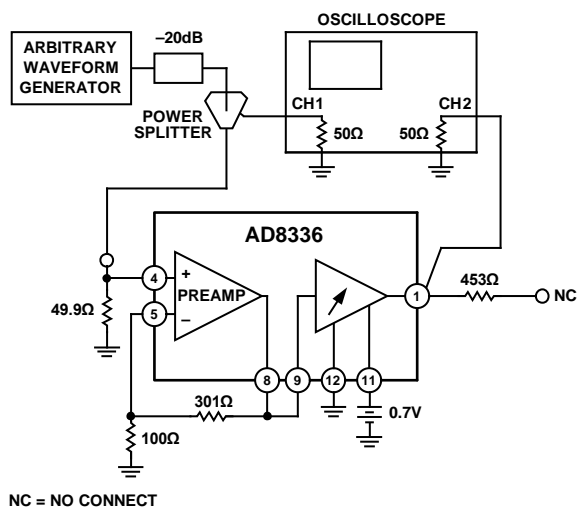 OSCILLOSCOPE
ARBITRARY
WAVEFORM
GENERATOR
–20dB
POWER
SPLITTER
CH1
CH2
50Ω
50Ω
AD8336
4
+
PREAMP
5
–
49.9Ω
1
453Ω
NC
8
9
12
11
301Ω
100Ω
0.7V
NC = NO CONNECT